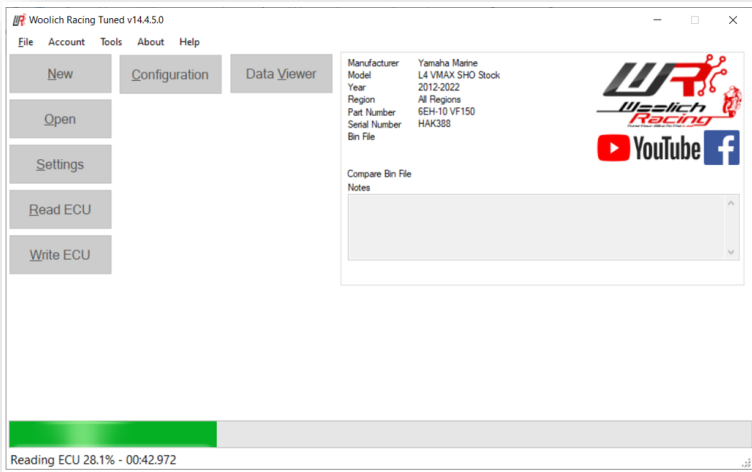 Woolich Racing Tuned v14.4.5.0
File Account Tools About Help
New Configuration Data Viewer
Open
Settings
Read ECU
Write ECU
Manufacturer Yamaha Marine
Model L4 VMAX SHO Stock
Year 2012-2022
Region All Regions
Part Number 6EH-10 VF150
Serial Number HAK388
Bin File
Compare Bin File
Notes
WR
Woolich
Racing
YouTube f
Reading ECU 28.1% - 00:42.972